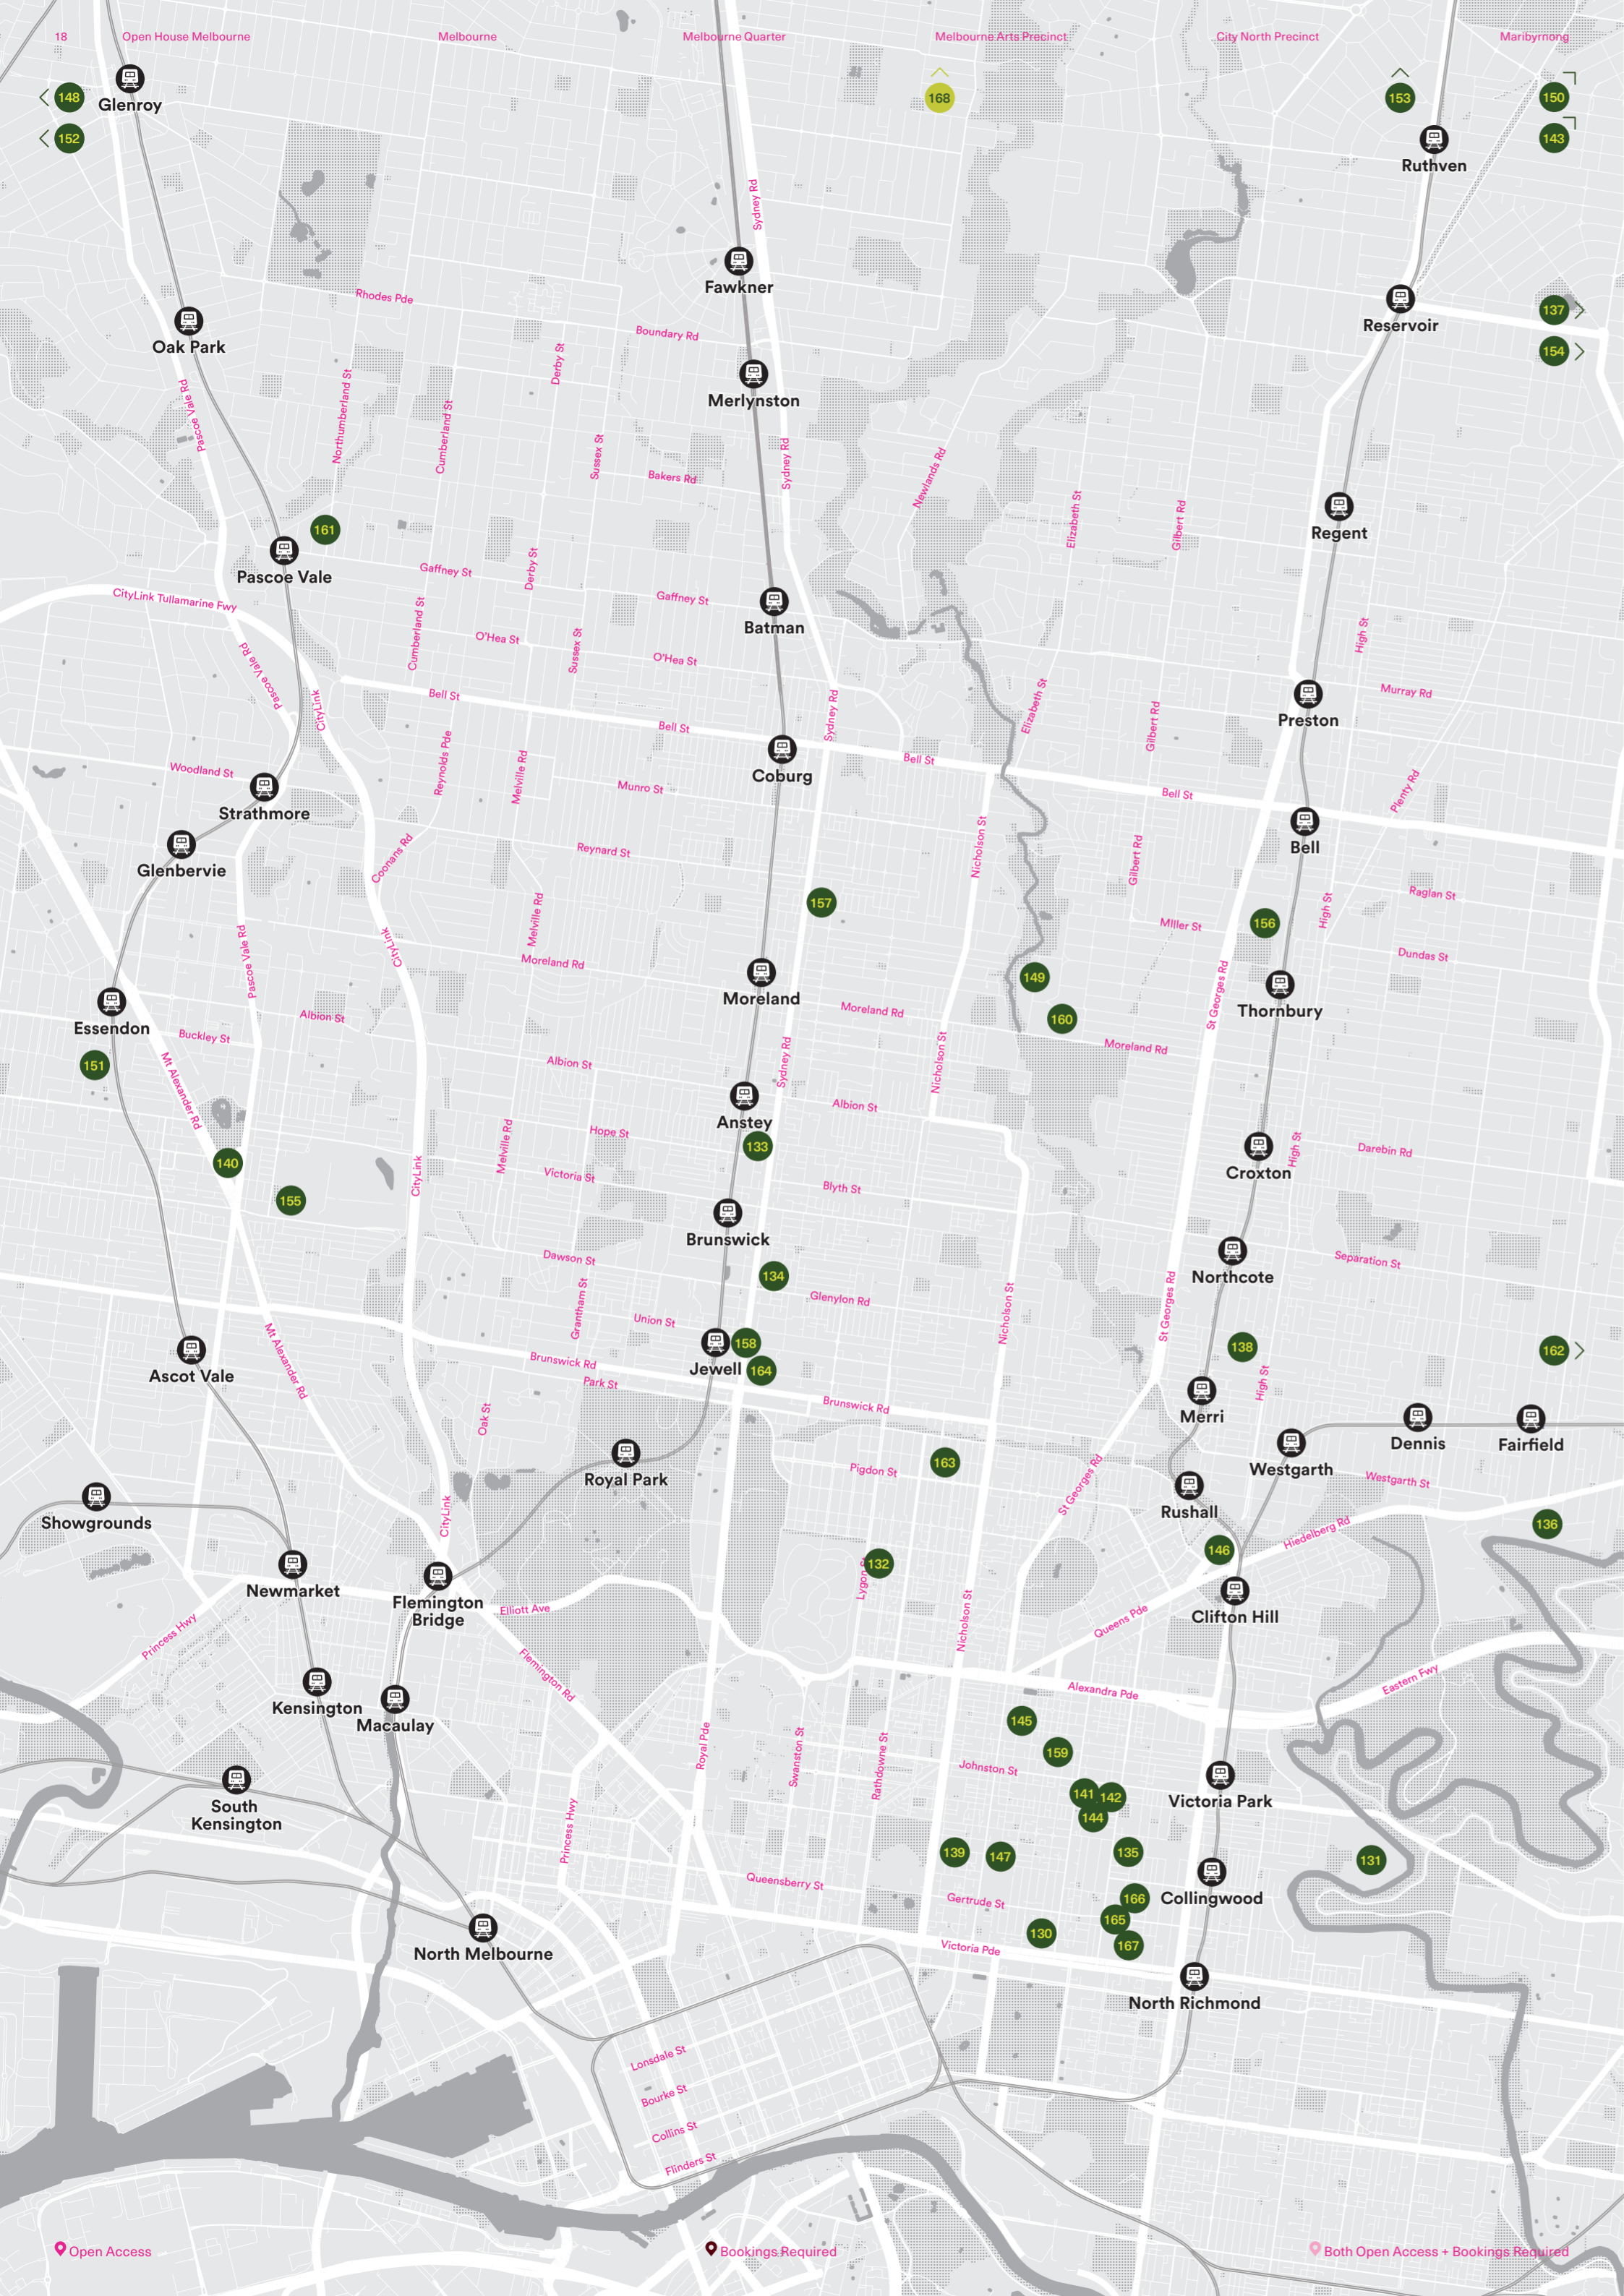 18
Open House Melbourne
Melbourne
Melbourne Quarter
Melbourne Arts Precinct
City North Precinct
Maribyrnong
148
Glenroy
168
153
150
152
143
Ruthven
Sydney Rd
Fawkner
Rhodes Pde
Reservoir
137
Oak Park
Boundary Rd
154
Derby St
Merlynston
Pascoe Vale Rd
Northumberland St
Cumberland St
Sussex St
Sydney Rd
Bakers Rd
Newlands Rd
Elizabeth St
Gilbert Rd
Regent
161
Pascoe Vale
Gaffney St
Derby St
CityLink Tullamarine Fwy
Gaffney St
Batman
Cumberland St
O'Hea St
Sussex St
O'Hea St
High St
Pascoe Vale Rd
CityLink
Bell St
Bell St
Sydney Rd
Elizabeth St
Gilbert Rd
Murray Rd
Preston
Coburg
Bell St
Woodland St
Reynolds Pde
Melville Rd
Munro St
Bell St
Plenty Rd
Strathmore
Bell
Glenbervie
Coonans Rd
Reynard St
Nicholson St
Gilbert Rd
157
Raglan St
MIller St
156
High St
Melville Rd
Pascoe Vale Rd
CityLink
Moreland Rd
Dundas St
Moreland
149
St Georges Rd
Thornbury
Essendon
Albion St
Moreland Rd
160
Buckley St
Moreland Rd
151
Mt Alexander Rd
Albion St
Sydney Rd
Nicholson St
Anstey
Albion St
133
Hope St
Melville Rd
Croxton
High St
Darebin Rd
140
CityLink
Victoria St
Blyth St
155
Brunswick
Northcote
Dawson St
Separation St
134
Glenylon Rd
Grantham St
Union St
Nicholson St
St Georges Rd
Ascot Vale
Mt Alexander Rd
Jewell
158
164
138
162
Brunswick Rd
Park St
High St
Merri
Brunswick Rd
Oak St
Dennis
Fairfield
Westgarth
Royal Park
Pigdon St
163
St Georges Rd
Westgarth St
Rushall
Showgrounds
CityLink
Hiedelberg Rd
136
146
Newmarket
132
Flemington
Bridge
Elliott Ave
Nicholson St
Clifton Hill
Queens Pde
Princess Hwy
Flemington Rd
Kensington
Macaulay
Eastern Fwy
Alexandra Pde
145
Royal Pde
Swanston St
Rathdowne St
159
Johnston St
South
Kensington
Victoria Park
141
142
144
Princess Hwy
139
147
135
131
Queensberry St
Gertrude St
Collingwood
166
165
130
167
North Melbourne
Victoria Pde
North Richmond
Lonsdale St
Bourke St
Collins St
Flinders St
Open Access
Bookings Required
Both Open Access + Bookings Required